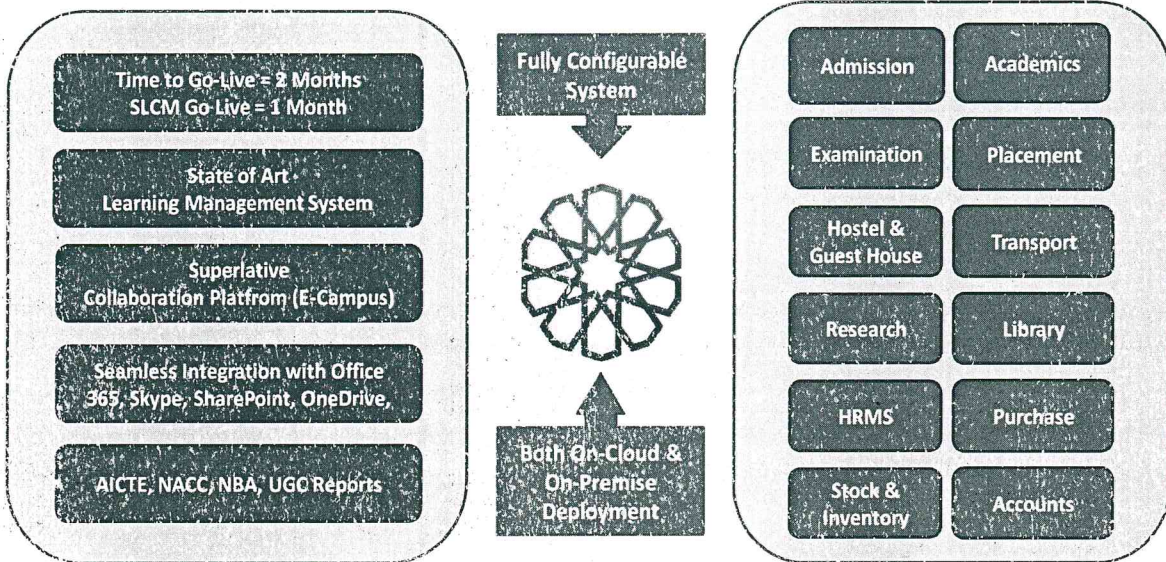 Time to Go-Live = 2 Months
SLCM Go Live = 1 Month
State of Art
Learning Management System
Superlative
Collaboration Platfrom (E-Campus)
Seamless Integration with Office
365, Skype, SharePoint, OneDrive,
AICTE, NACC, NBA, UGC Reports
Fully Configurable
System
Both On-Cloud &
On-Premise
Deployment
Admission
Academics
Examination
Placement
Hostel &
Guest House
Transport
Research
Library
HRMS
Purchase
Stock &
Inventory
Accounts